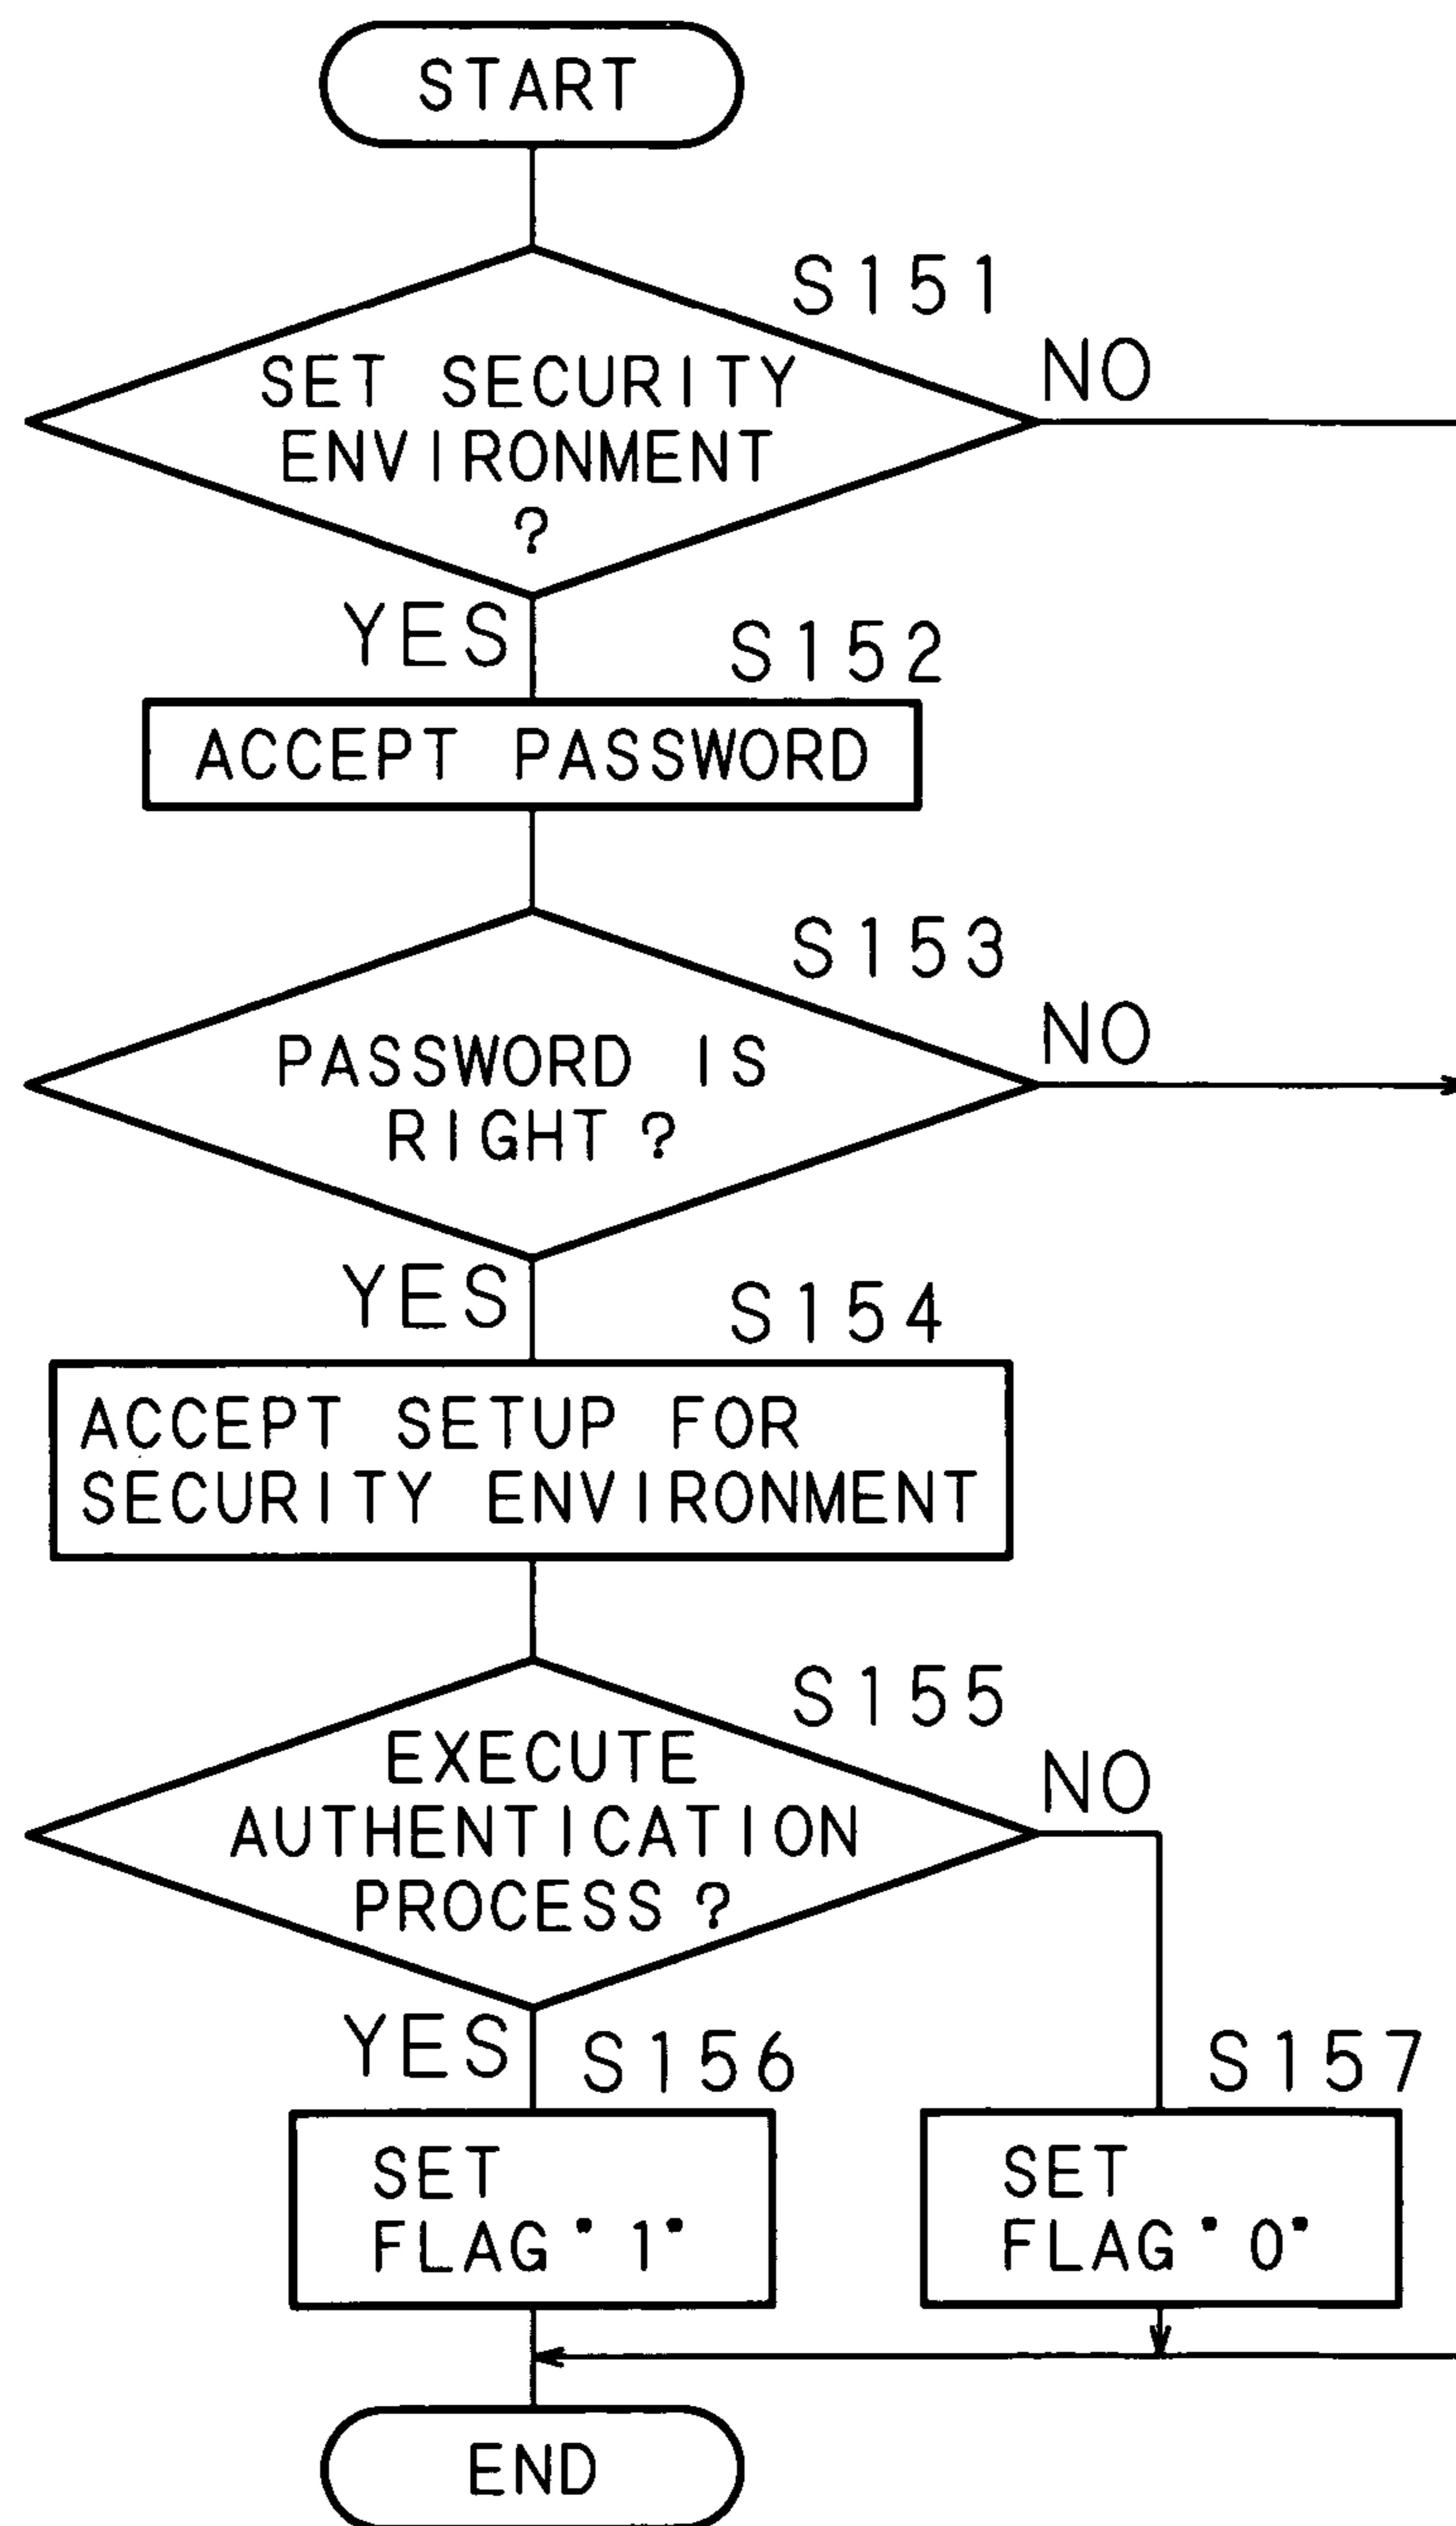 START
S151
SET SECURITY
ENVIRONMENT
?
NO
YES
S152
ACCEPT PASSWORD
S153
PASSWORD IS
RIGHT ?
NO
YES
S154
ACCEPT SETUP FOR
SECURITY ENVIRONMENT
S155
EXECUTE
AUTHENTICATION
PROCESS ?
NO
YES
S156
S157
SET
FLAG "1"
SET
FLAG "0"
END